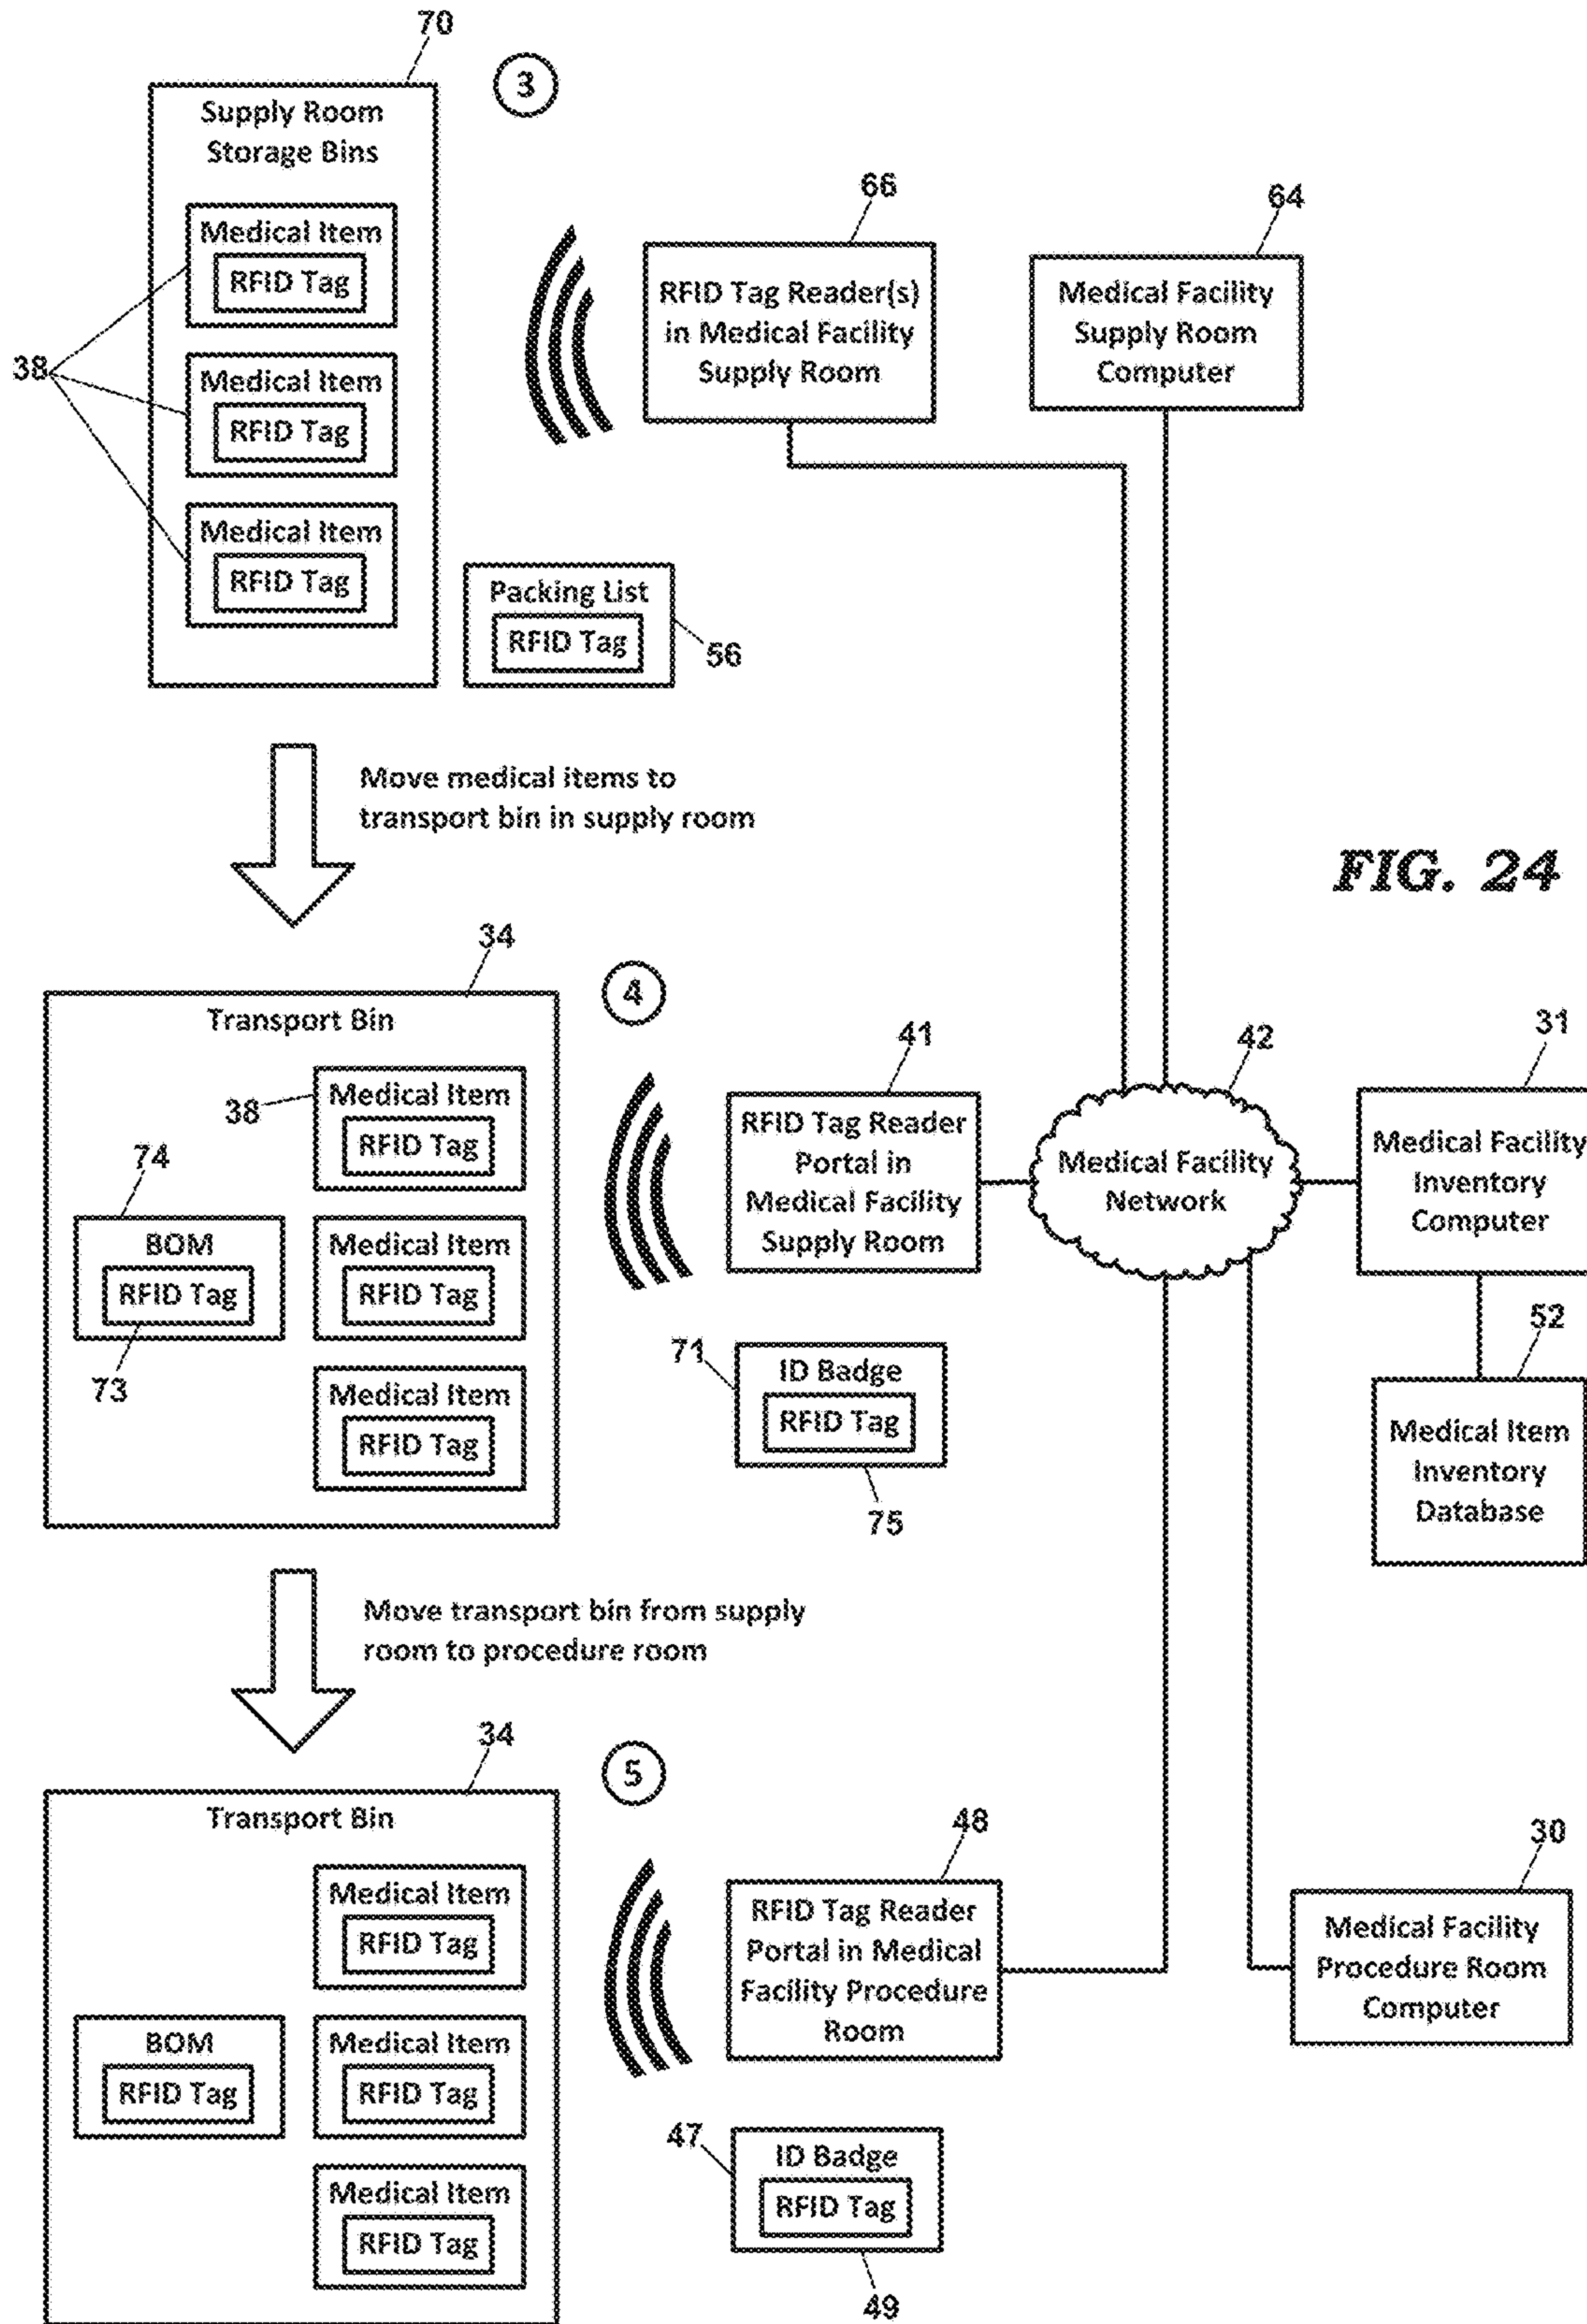 70
3
Supply Room
Storage Bins
Medical Item
RFID Tag
Medical Item
RFID Tag
Medical Item
RFID Tag
38
66
RFID Tag Reader(s)
in Medical Facility
Supply Room
64
Medical Facility
Supply Room
Computer
Packing List
RFID Tag
56
Move medical items to
transport bin in supply room
FIG. 24
34
4
Transport Bin
38
Medical Item
RFID Tag
74
BOM
RFID Tag
73
Medical Item
RFID Tag
Medical Item
RFID Tag
41
RFID Tag Reader
Portal in
Medical Facility
Supply Room
42
Medical Facility
Network
31
Medical Facility
Inventory
Computer
52
Medical Item
Inventory
Database
71
ID Badge
RFID Tag
75
Move transport bin from supply
room to procedure room
34
5
Transport Bin
Medical Item
RFID Tag
BOM
RFID Tag
Medical Item
RFID Tag
Medical Item
RFID Tag
48
RFID Tag Reader
Portal in Medical
Facility Procedure
Room
30
Medical Facility
Procedure Room
Computer
47
ID Badge
RFID Tag
49